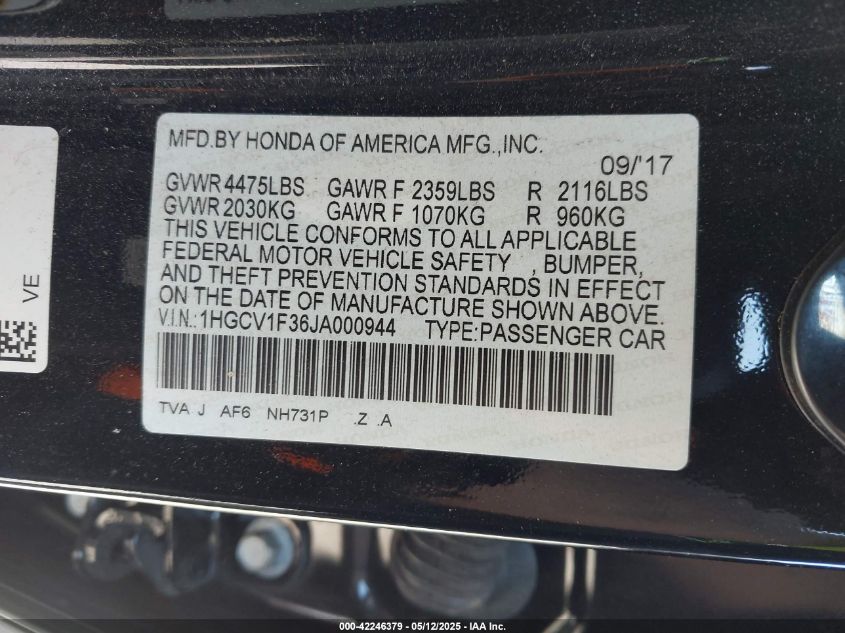 MFD.BY HONDA OF AMERICA MFG.,INC.
09/'17
GVWR 4475LBS GAWR F 2359LBS R 2116LBS
GVWR 2030KG GAWR F 1070KG R 960KG
THIS VEHICLE CONFORMS TO ALL APPLICABLE
FEDERAL MOTOR VEHICLE SAFETY , BUMPER,
AND THEFT PREVENTION STANDARDS IN EFFECT
ON THE DATE OF MANUFACTURE SHOWN ABOVE.
V.I.N.:1HGCV1F36JA000944 TYPE:PASSENGER CAR
TVA J AF6 NH731P .Z .A
VE
000-42246379 - 05/12/2025 - IAA Inc.